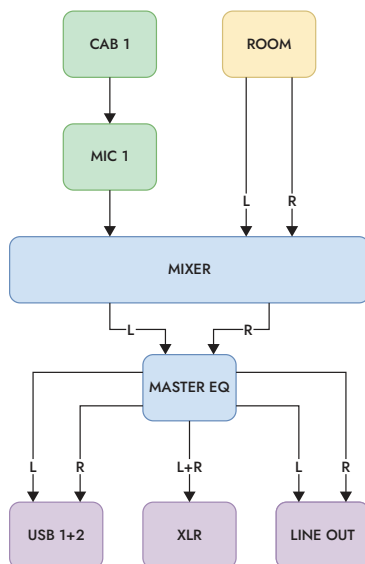 CAB 1
ROOM
MIC 1
L
R
MIXER
L
R
MASTER EQ
L
R
L+R
L
R
USB 1+2
XLR
LINE OUT